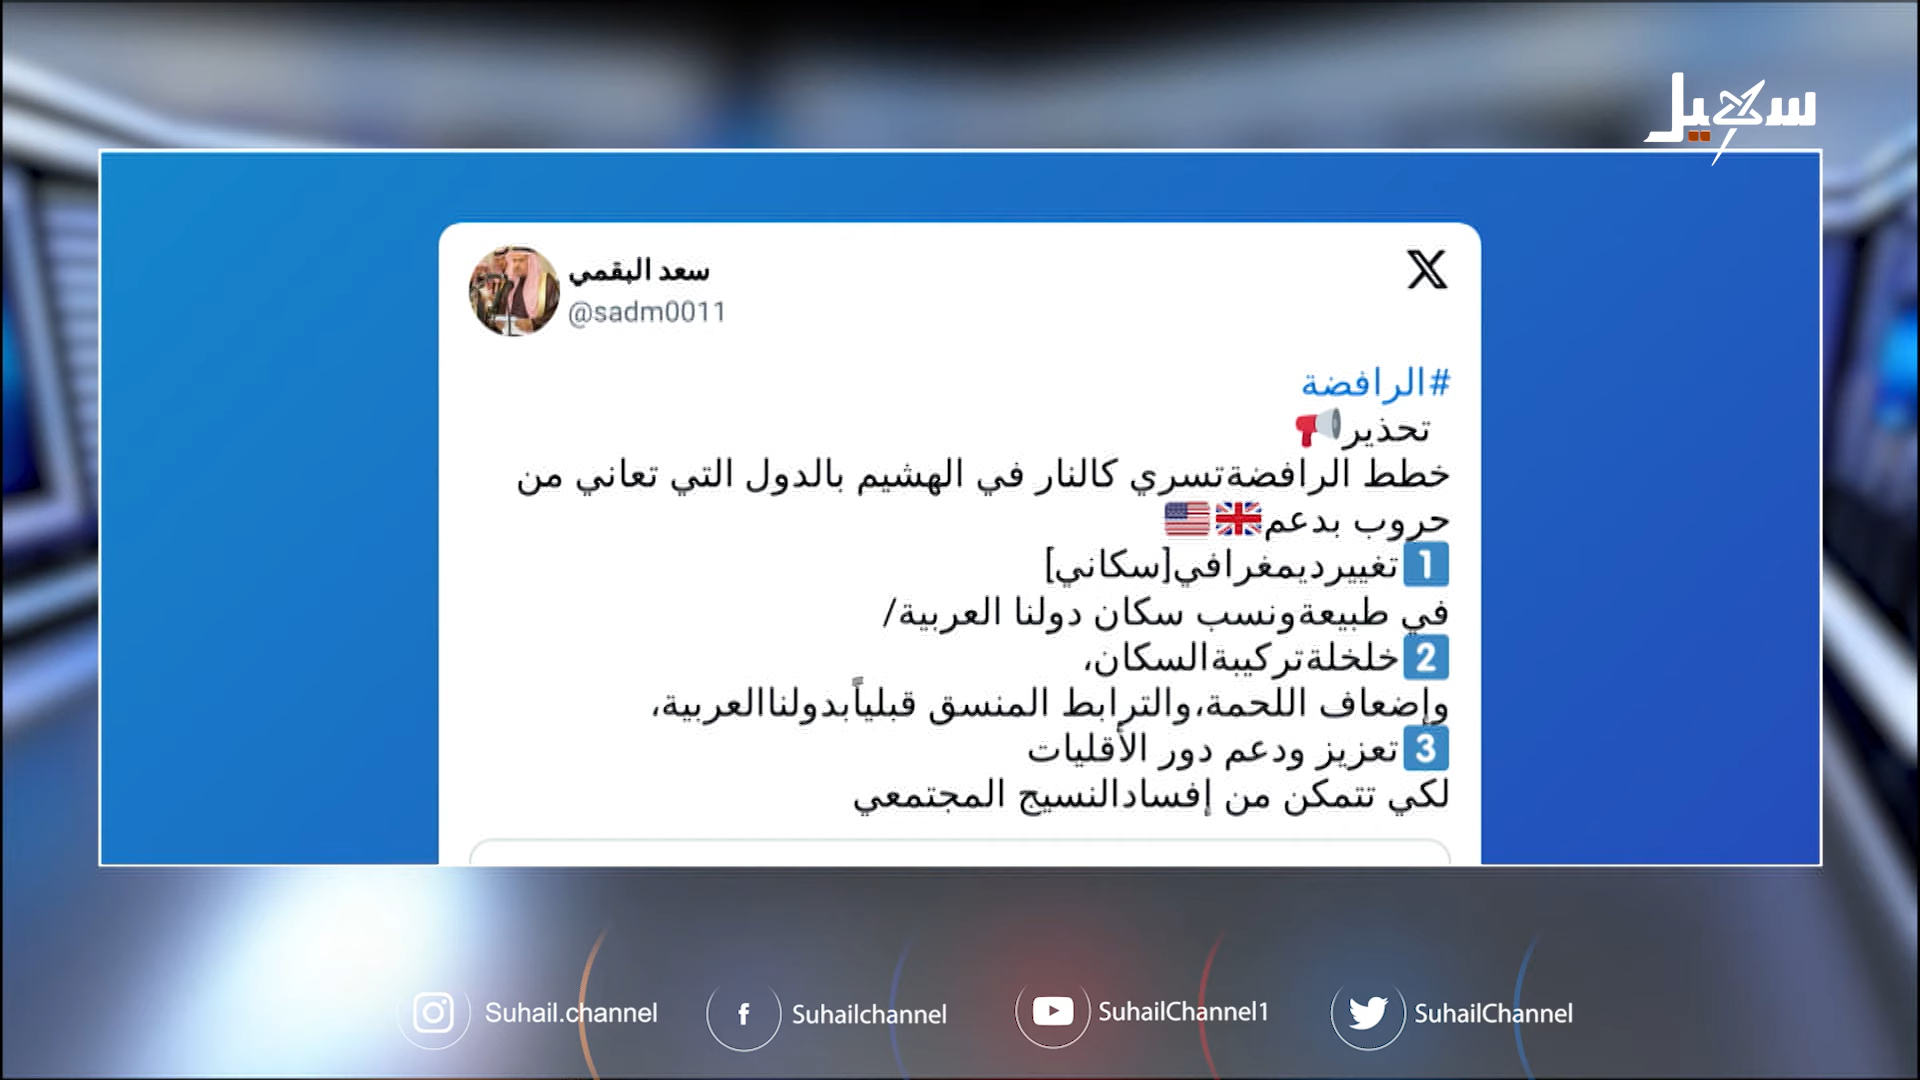 سهيل
سعد البقمي
@sadm0011
#الرافضة
تحذير📢
خطط الرافضةتسري كالنار في الهشيم بالدول التي تعاني من
حروب بدعم🇬🇧🇺🇸
1️⃣تغييرديمغرافي[سكاني]
في طبيعةونسب سكان دولنا العربية/
2️⃣خلخلةتركيبةالسكان،
وإضعاف اللحمة،والترابط المنسق قبلياًبدولناالعربية،
3️⃣تعزيز ودعم دور الأقليات
لكي تتمكن من إفسادالنسيج المجتمعي
Suhail.channel
Suhailchannel
SuhailChannel1
SuhailChannel